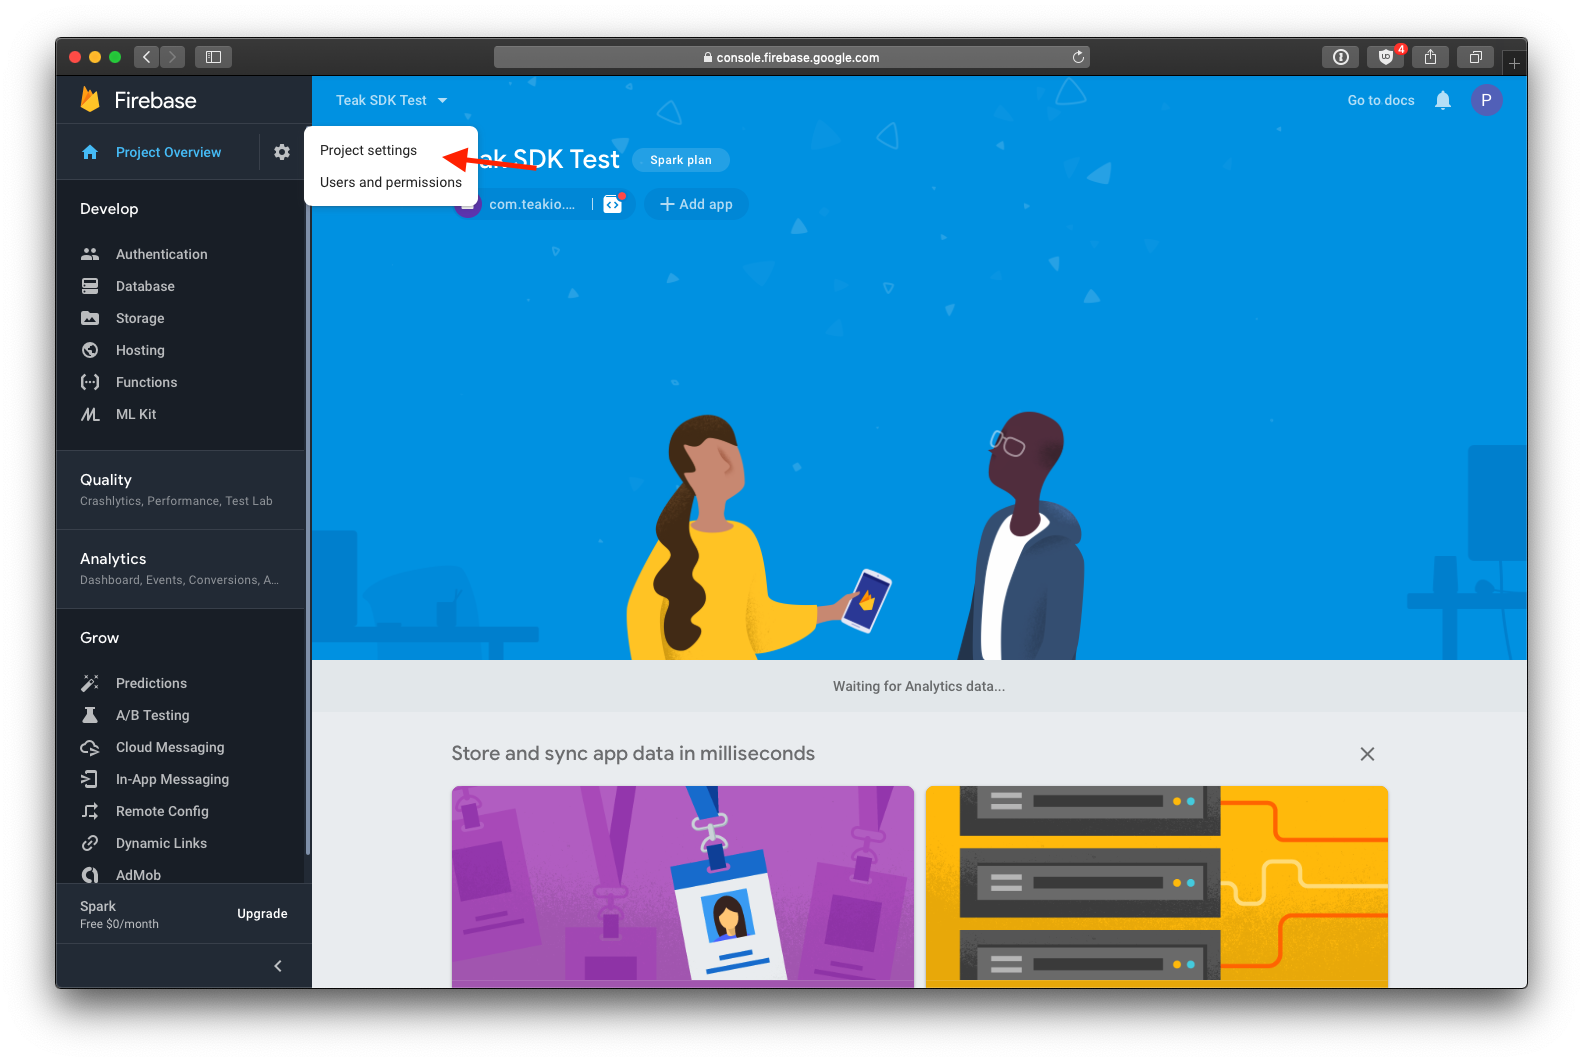 console.firebase.google.com
4
Firebase
Teak SDK Test
Go to docs
P
Project Overview
Project settings
Users and permissions
ak SDK Test
Spark plan
com.teakio....
Add app
Develop
Authentication
Database
Storage
Hosting
Functions
ML Kit
Quality
Crashlytics, Performance, Test Lab
Analytics
Dashboard, Events, Conversions, A...
Grow
Predictions
A/B Testing
Cloud Messaging
In-App Messaging
Remote Config
Dynamic Links
AdMob
Spark
Free $0/month
Upgrade
Waiting for Analytics data...
Store and sync app data in milliseconds